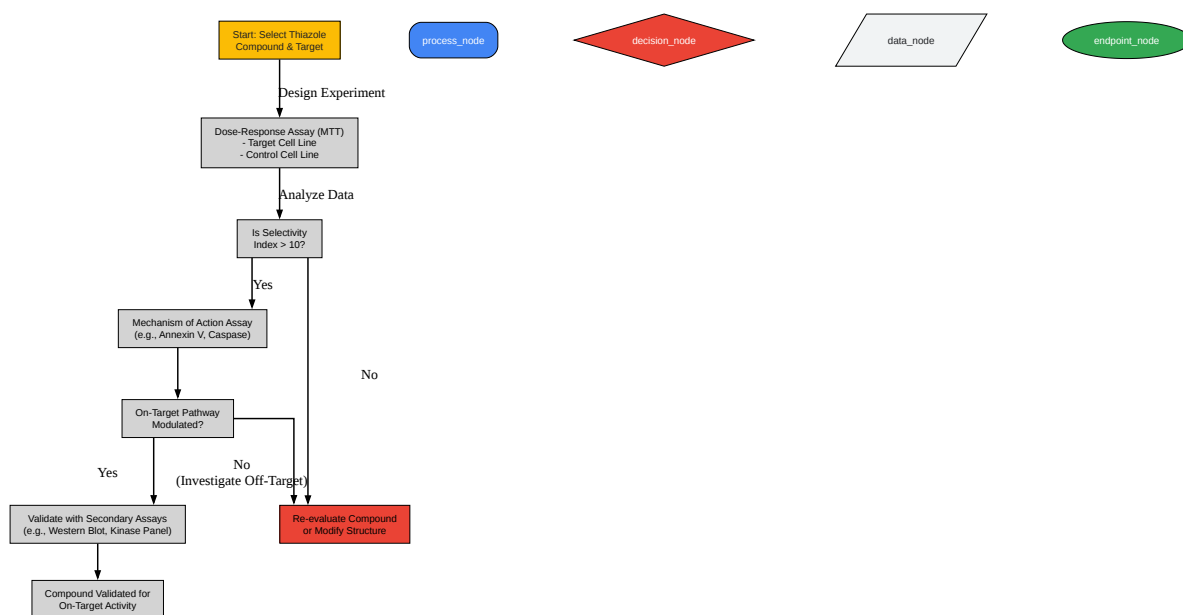 Start: Select Thiazole
Compound & Target
process_node
decision_node
data_node
endpoint_node
Design Experiment
Dose-Response Assay (MTT)
- Target Cell Line
- Control Cell Line
Analyze Data
Is Selectivity
Index > 10?
Yes
Mechanism of Action Assay
(e.g., Annexin V, Caspase)
No
On-Target Pathway
Modulated?
Yes
No
(Investigate Off-Target)
Validate with Secondary Assays
(e.g., Western Blot, Kinase Panel)
Re-evaluate Compound
or Modify Structure
Compound Validated for
On-Target Activity